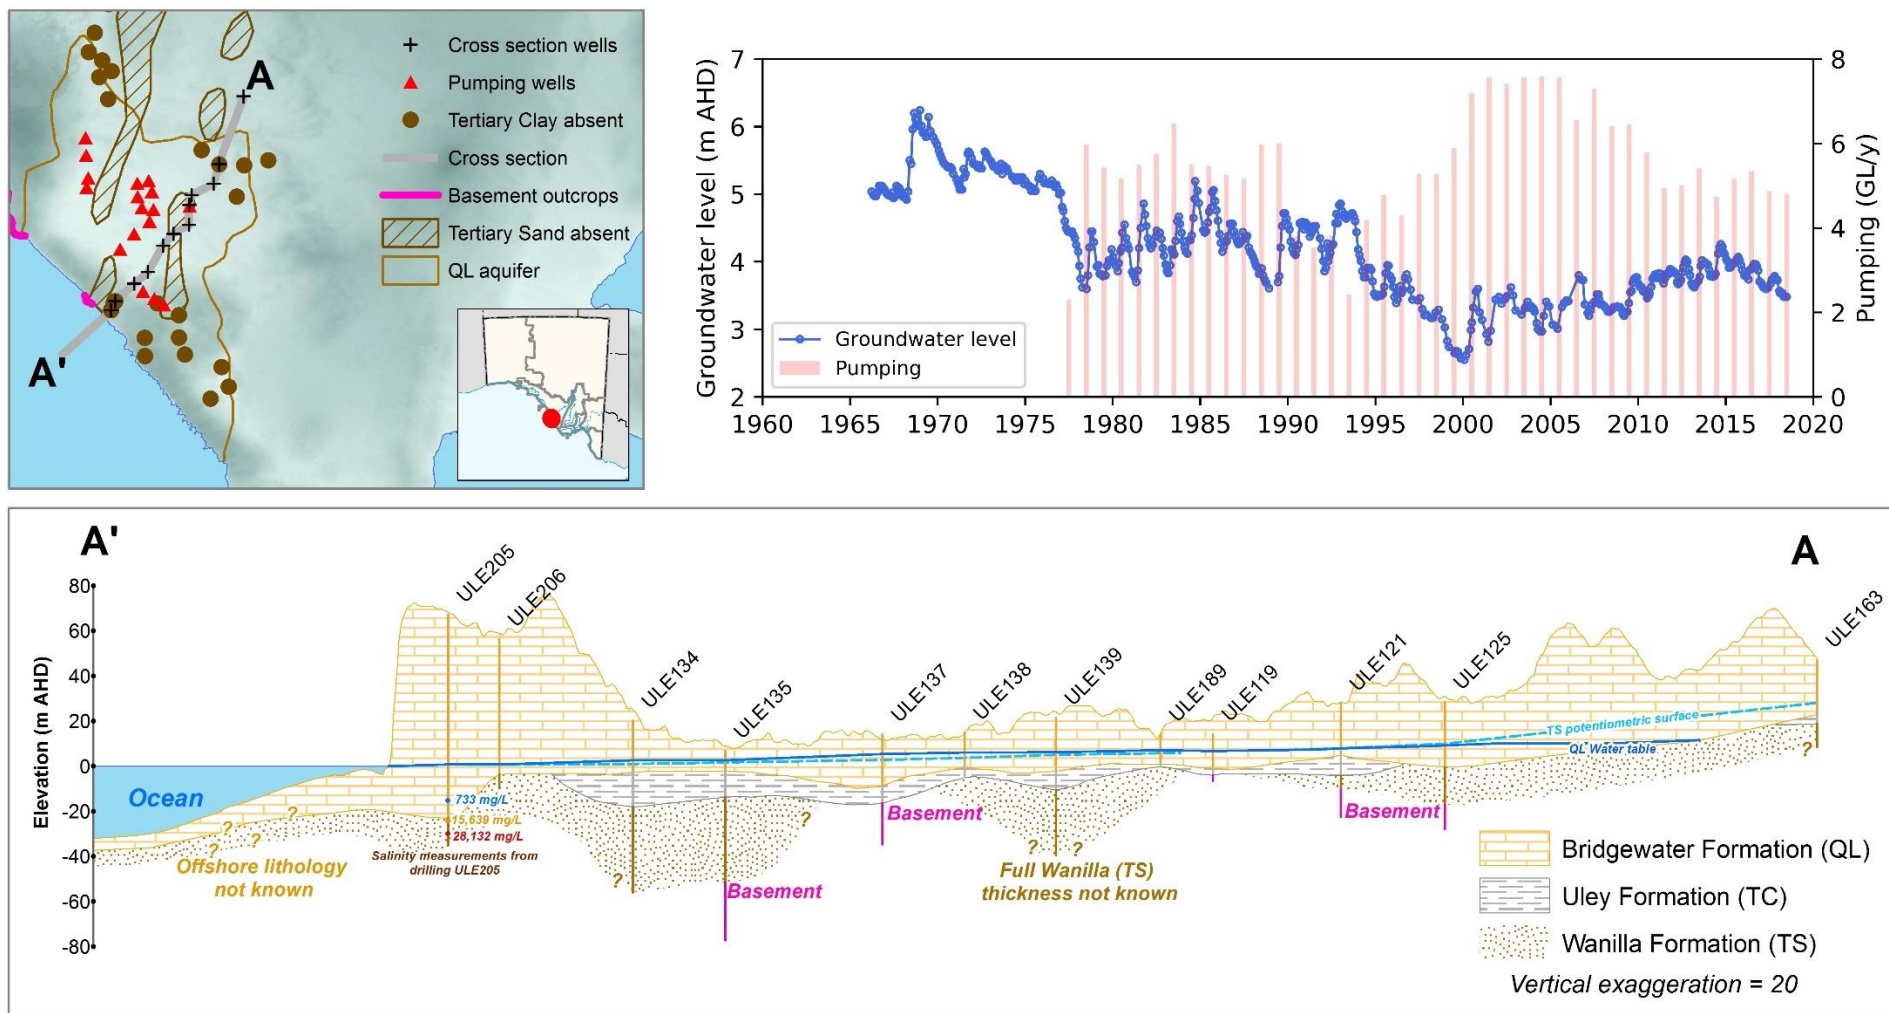 A
A'
Cross section wells
Pumping wells
Tertiary Clay absent
Cross section
Basement outcrops
Tertiary Sand absent
QL aquifer
Groundwater level (m AHD)
7
6
5
4
3
2
8
6
4
2
0
Pumping (GL/y)
Groundwater level
Pumping
1960 1965 1970 1975 1980 1985 1990 1995 2000 2005 2010 2015 2020
A'
A
Elevation (m AHD)
80
60
40
20
0
-20
-40
-60
-80
ULE205
ULE206
ULE134
ULE135
ULE137
ULE138
ULE139
ULE189
ULE119
ULE121
ULE125
ULE163
TS potentiometric surface
QL Water table
Ocean
733 mg/L
15,639 mg/L
28,132 mg/L
Salinity measurements from
drilling ULE205
? ? ? ?
Offshore lithology
not known
?
?
Basement
Basement
? ?
Full Wanilla (TS)
thickness not known
Basement
?
Bridgewater Formation (QL)
Uley Formation (TC)
Wanilla Formation (TS)
Vertical exaggeration = 20